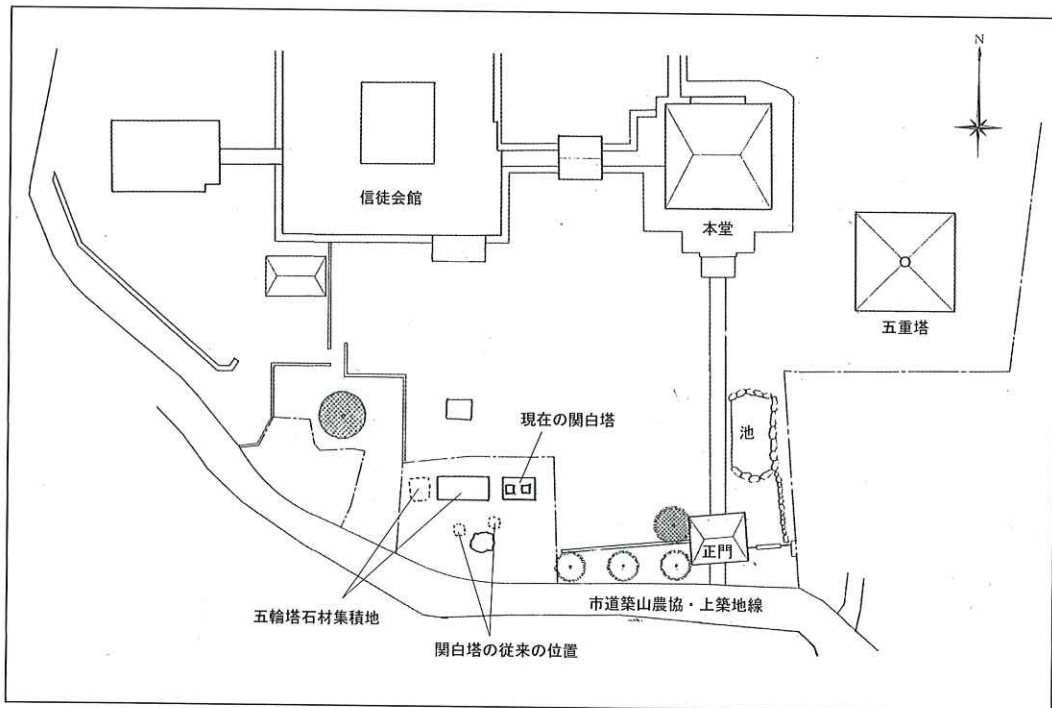 N
信徒会館
本堂
五重塔
現在の関白塔
池
正門
五輪塔石材集積地
市道築山農協・上築地線
関白塔の従来の位置